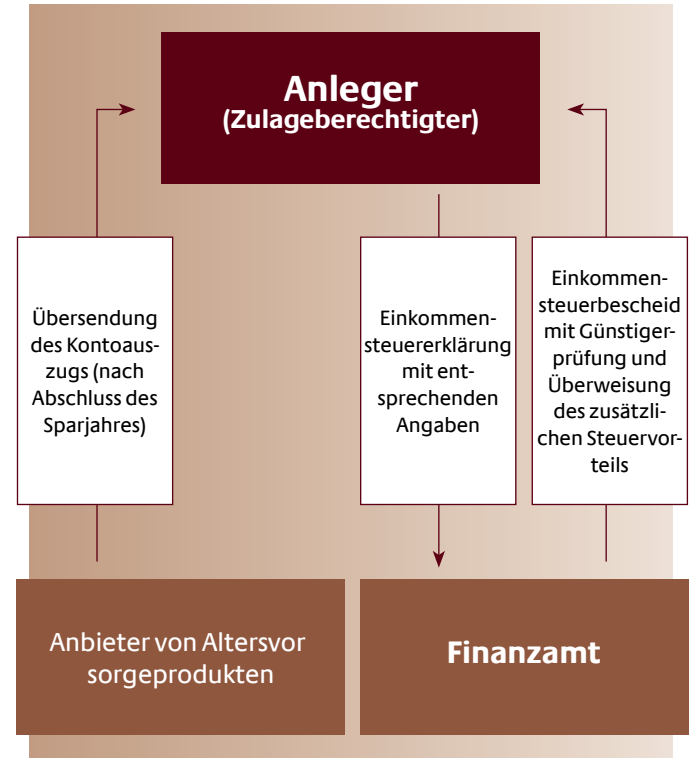 Anleger
(Zulageberechtigter)
Übersendung
des Kontoaus-
zugs (nach
Abschluss des
Sparjahres)
Einkommen-
steuererklärung
mit ent-
sprechenden
Angaben
Einkommen-
steuerbescheid
mit Günstiger-
prüfung und
Überweisung
des zusätzli-
chen Steuervor-
teils
Anbieter von Altersvor
sorgeprodukten
Finanzamt